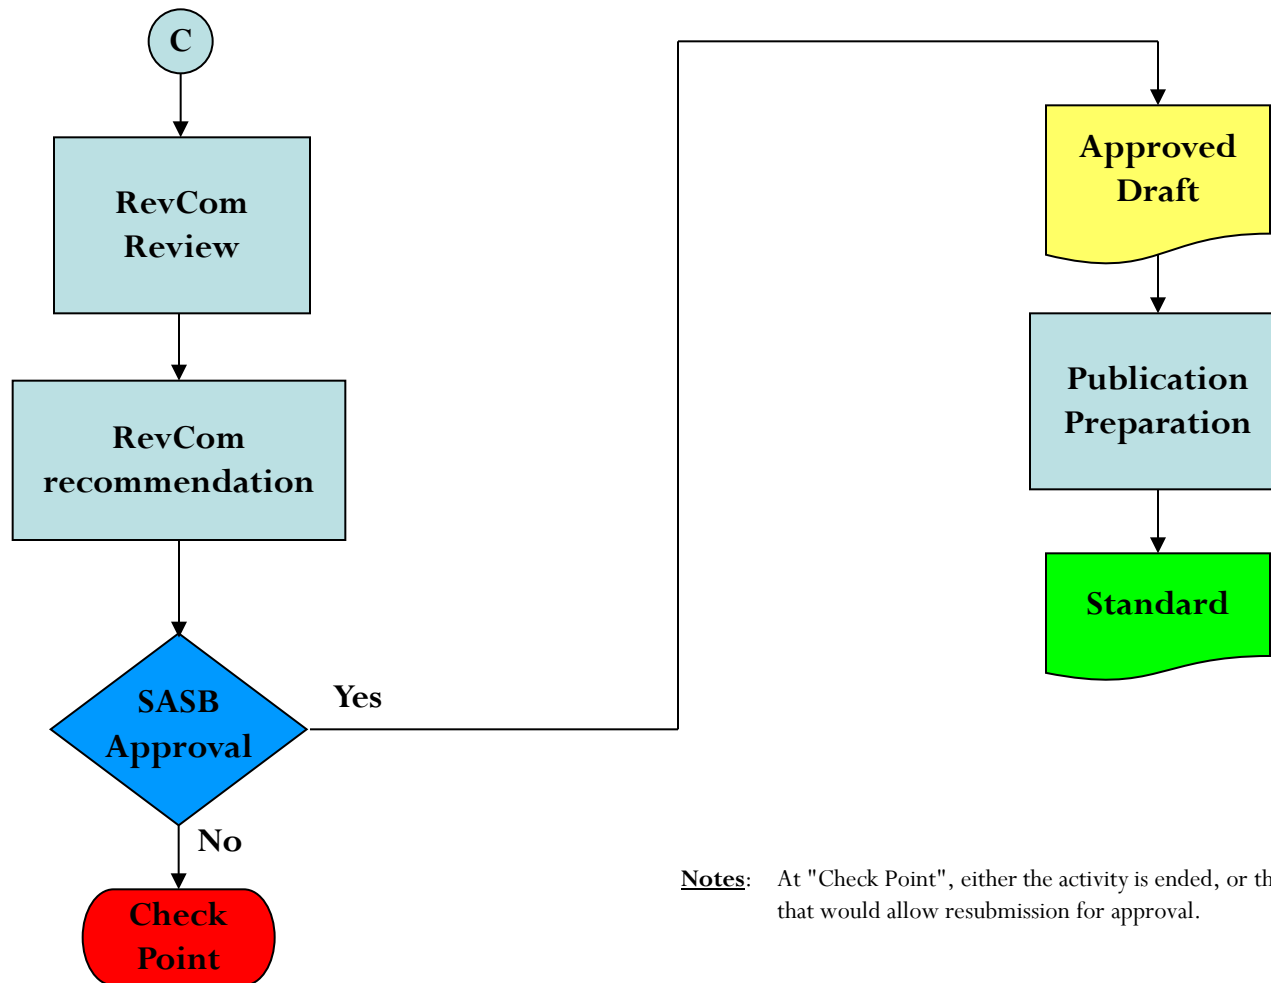 C
RevCom
Review
RevCom
recommendation
SASB
Approval
Yes
No
Check
Point
Approved
Draft
Publication
Preparation
Standard
Notes: At "Check Point", either the activity is ended, or
that would allow resubmission for approval.